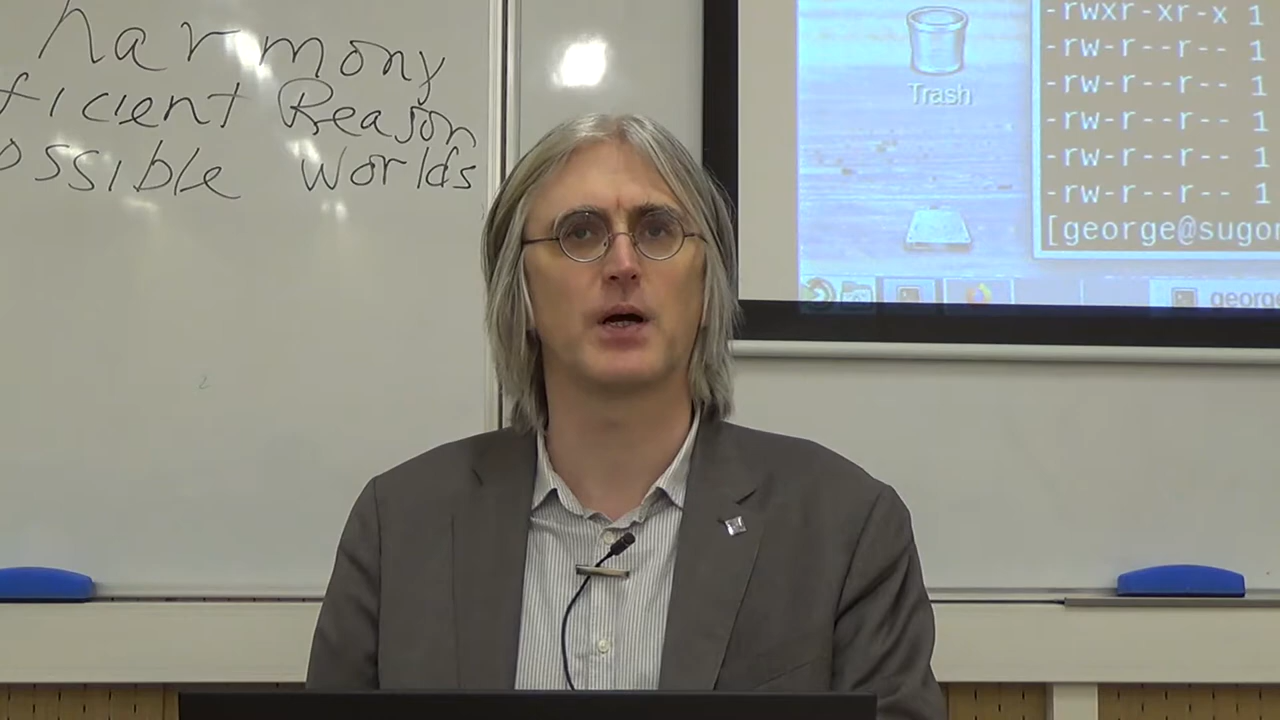 harmony
ficient Reason
ossible worlds
Trash
-rwxr-xr-x 1
-rw-r--r-- 1
-rw-r--r-- 1
-rw-r--r-- 1
-rw-r--r-- 1
-rw-r--r-- 1
[george@sugor
george